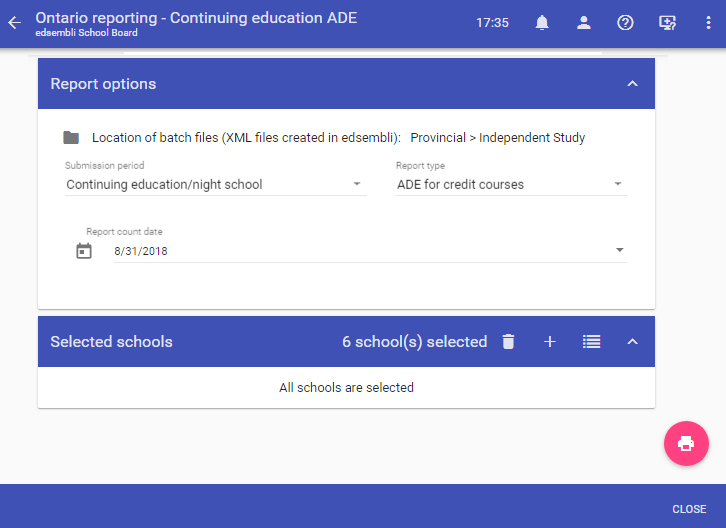 Ontario reporting - Continuing education ADE
edsembli School Board
17:35
Report options
Location of batch files (XML files created in edsembli): Provincial > Independent Study
Submission period
Report type
Continuing education/night school
ADE for credit courses
Report count date
8/31/2018
Selected schools
6 school(s) selected
All schools are selected
CLOSE